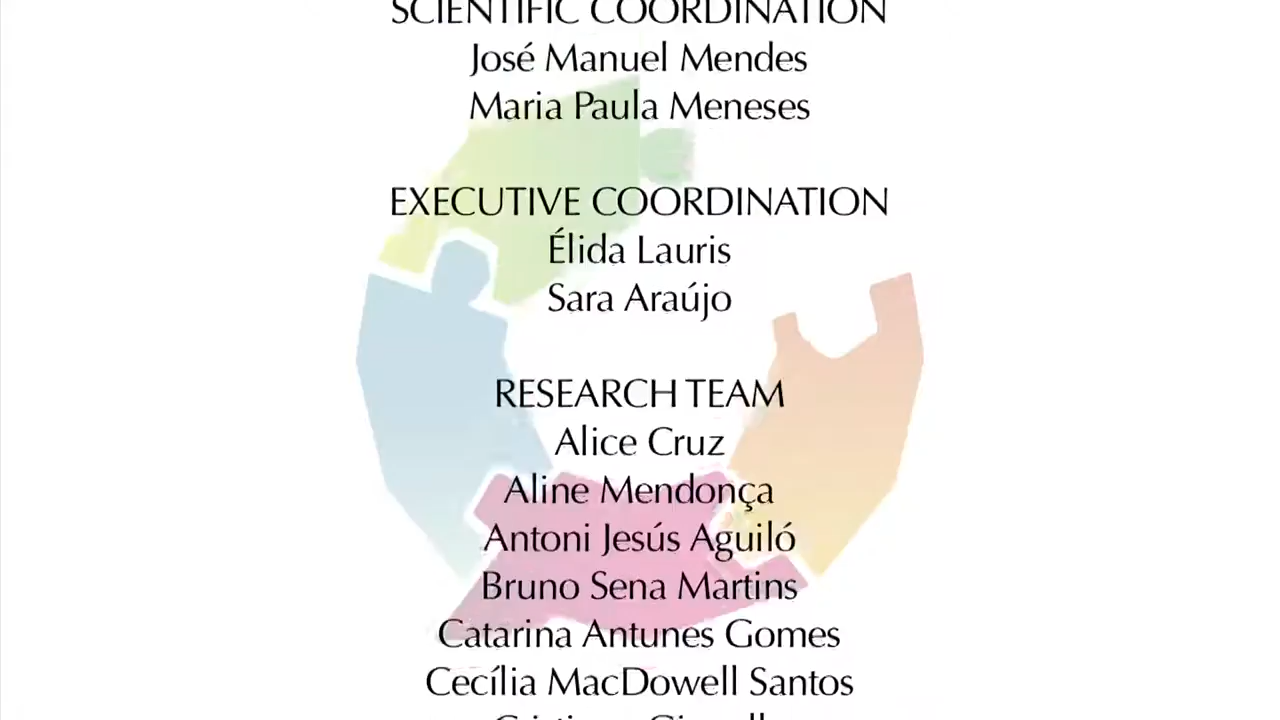 SCIENTIFIC COORDINATION
José Manuel Mendes
Maria Paula Meneses
EXECUTIVE COORDINATION
Élida Lauris
Sara Araújo
RESEARCH TEAM
Alice Cruz
Aline Mendonça
Antoni Jesús Aguiló
Bruno Sena Martins
Catarina Antunes Gomes
Cecília MacDowell Santos